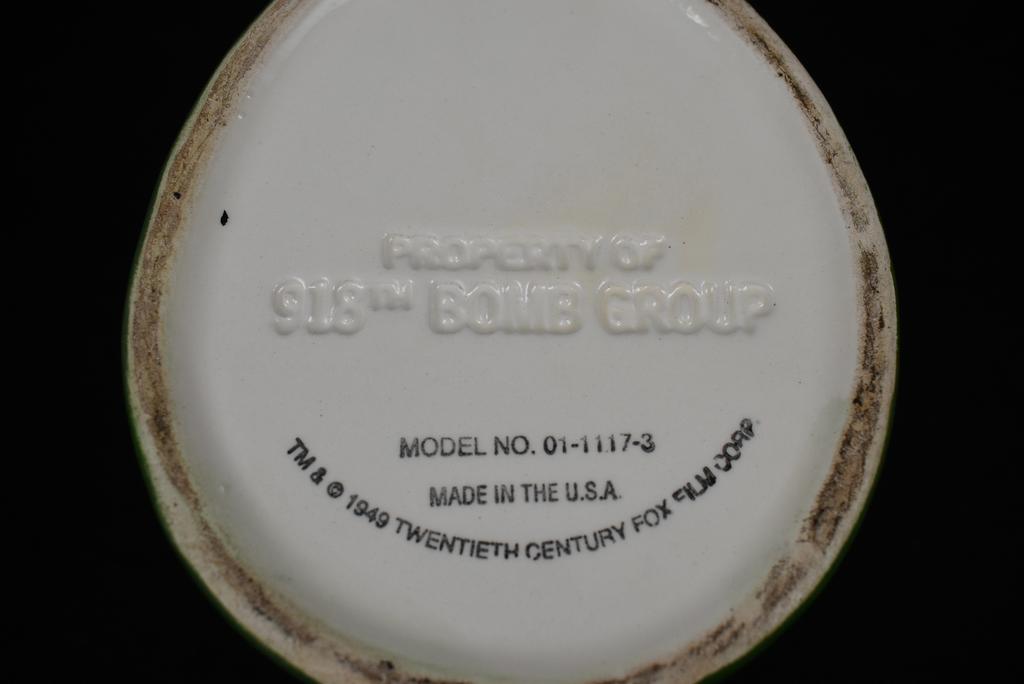 PROPERTY OF
918TH BOMB GROUP
MODEL NO. 01-1117-3
MADE IN THE U.S.A.
TM & © 1949 TWENTIETH CENTURY FOX FILM CORP.